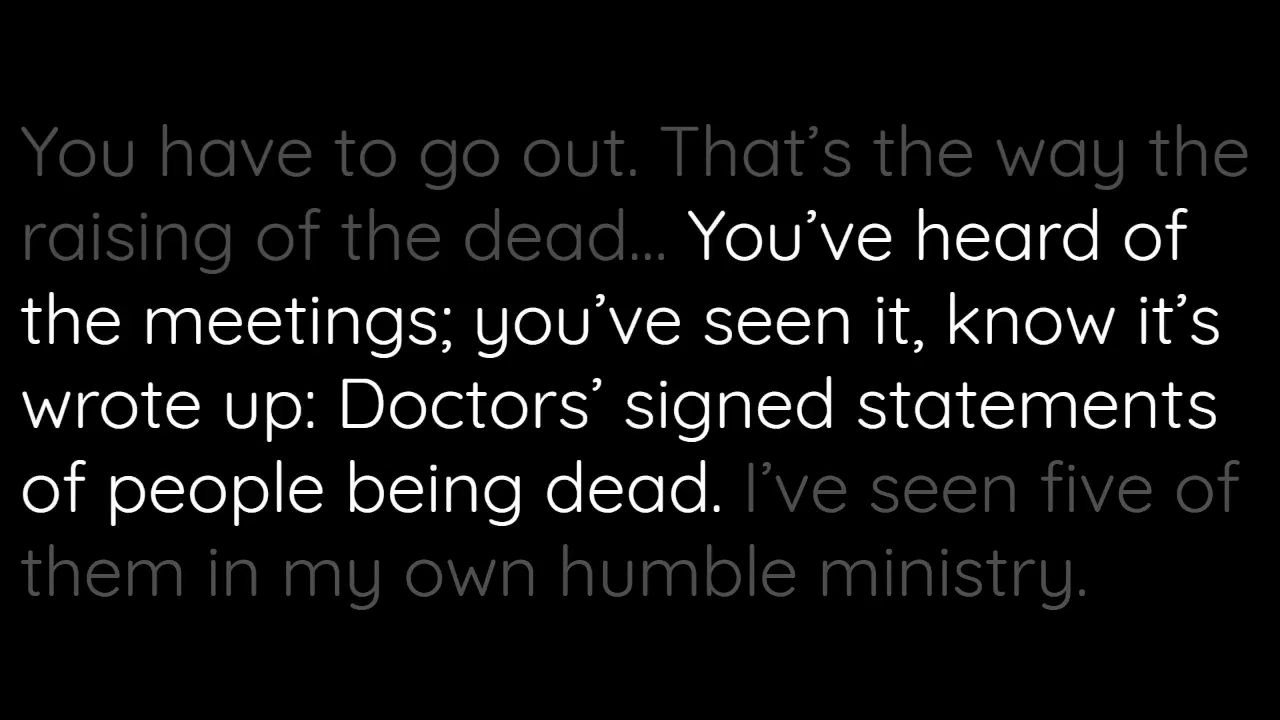 You have to go out. That’s the way the
raising of the dead... You’ve heard of
the meetings; you’ve seen it, know it’s
wrote up: Doctors’ signed statements
of people being dead. I’ve seen five of
them in my own humble ministry.